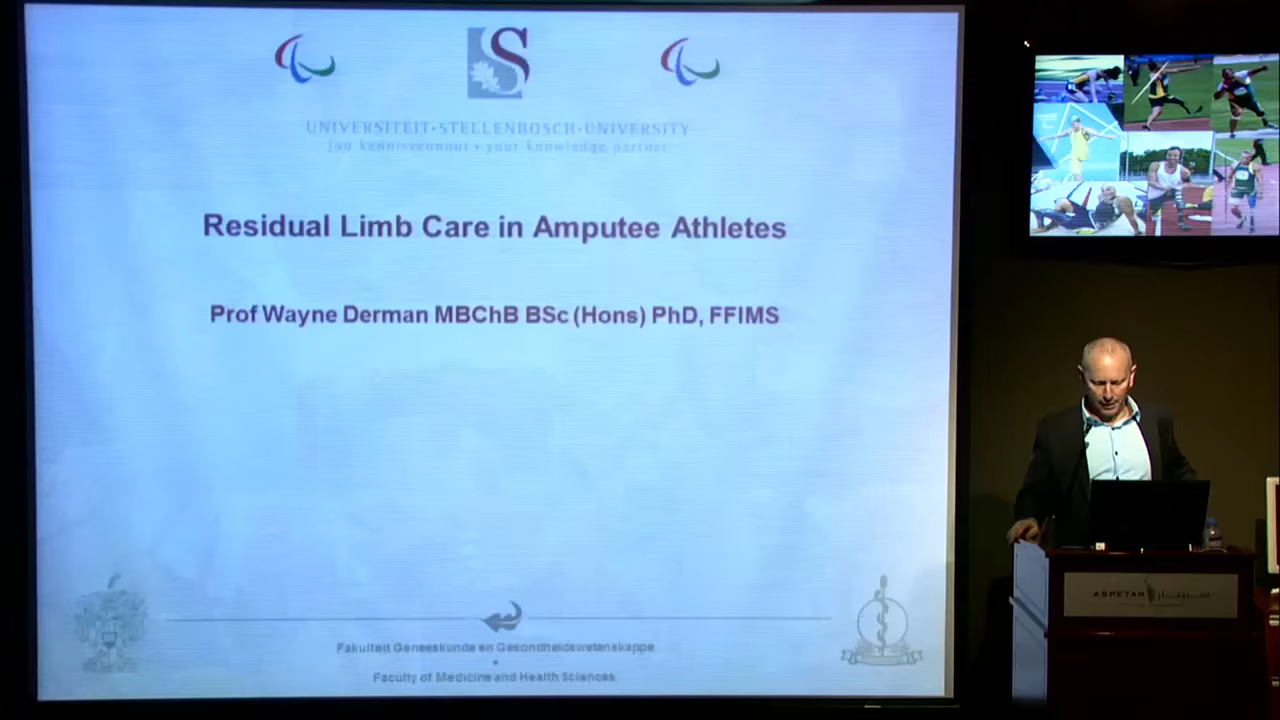 S
UNIVERSITEIT•STELLENBOSCH•UNIVERSITY
jou kennisvennoot • your knowledge partner
Residual Limb Care in Amputee Athletes
Prof Wayne Derman MBChB BSc (Hons) PhD, FFIMS
Fakulteit Geneeskunde en Gesondheidswetenskappe
•
Faculty of Medicine and Health Sciences
ASPETAR سبيتار